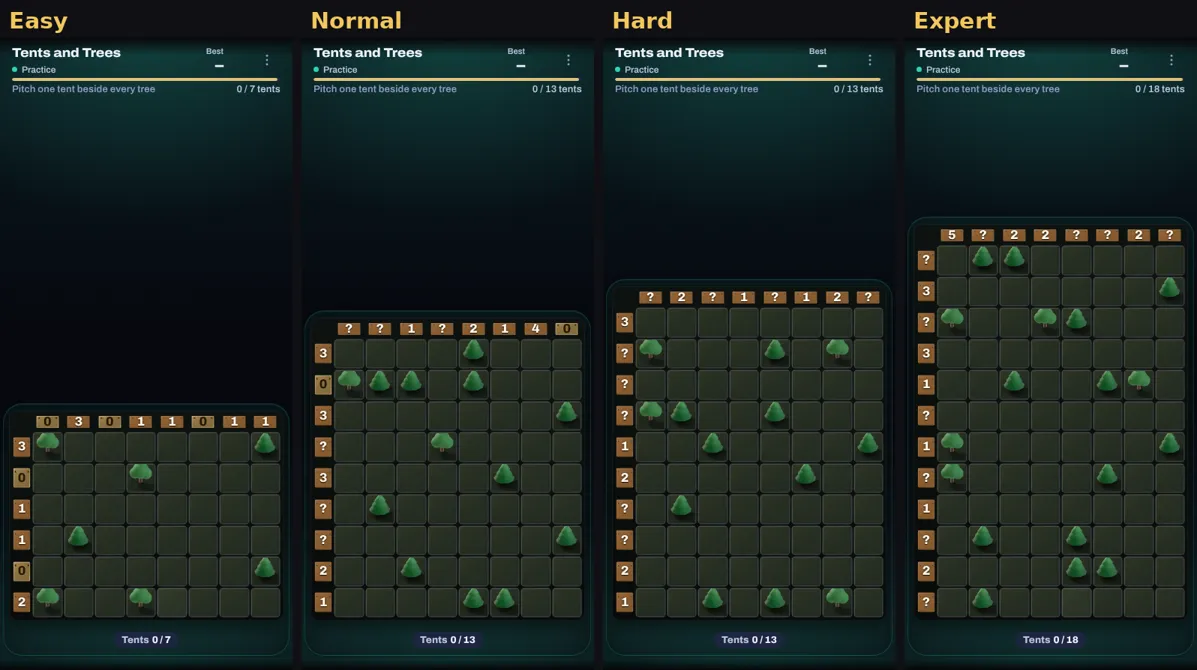 Easy
Tents and Trees
Best
–
Practice
Pitch one tent beside every tree
0 / 7 tents
0 3 0 1 1 0 1 1
3
0
1
1
0
2
Tents 0 / 7
Normal
Tents and Trees
Best
–
Practice
Pitch one tent beside every tree
0 / 13 tents
? ? 1 ? 2 1 4 0
3
0
3
?
3
?
?
2
1
Tents 0 / 13
Hard
Tents and Trees
Best
–
Practice
Pitch one tent beside every tree
0 / 13 tents
? 2 ? 1 ? 1 2 ?
3
?
?
?
1
2
?
?
2
1
Tents 0 / 13
Expert
Tents and Trees
Best
–
Practice
Pitch one tent beside every tree
0 / 18 tents
5 ? 2 2 ? ? 2 ?
?
3
?
3
1
?
1
?
1
?
2
?
Tents 0 / 18